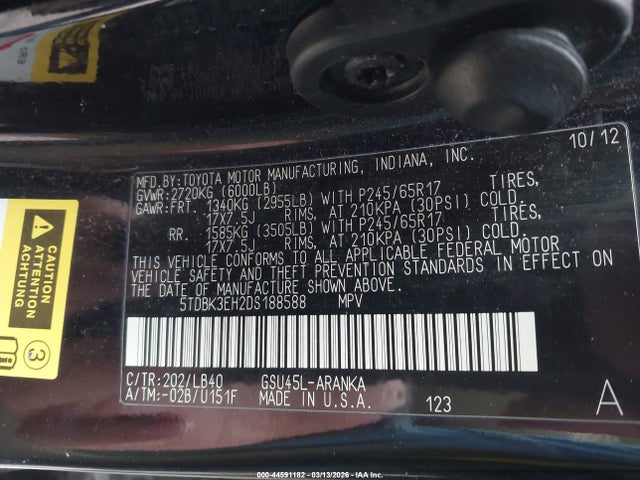 10/12
MFD.BY:TOYOTA MOTOR MANUFACTURING, INDIANA, INC.
GVWR:2720KG (6000LB)
GAWR:FRT. 1340KG (2955LB) WITH P245/65R17 TIRES,
17X7.5J RIMS, AT 210KPA (30PSI) COLD.
RR. 1585KG (3505LB) WITH P245/65R17 TIRES,
17X7.5J RIMS, AT 210KPA (30PSI) COLD.
THIS VEHICLE CONFORMS TO ALL APPLICABLE FEDERAL MOTOR
VEHICLE SAFETY AND THEFT PREVENTION STANDARDS IN EFFECT ON
THE DATE OF MANUFACTURE SHOWN ABOVE.
5TDBK3EH2DS188588 MPV
C/TR:202/LB40 GSU45L-ARANKA
A/TM:-02B/U151F MADE IN U.S.A. 123 A
CAUTION
ATTENTION
ACHTUNG
3
000-44591182 - 03/13/2026 - IAA Inc.